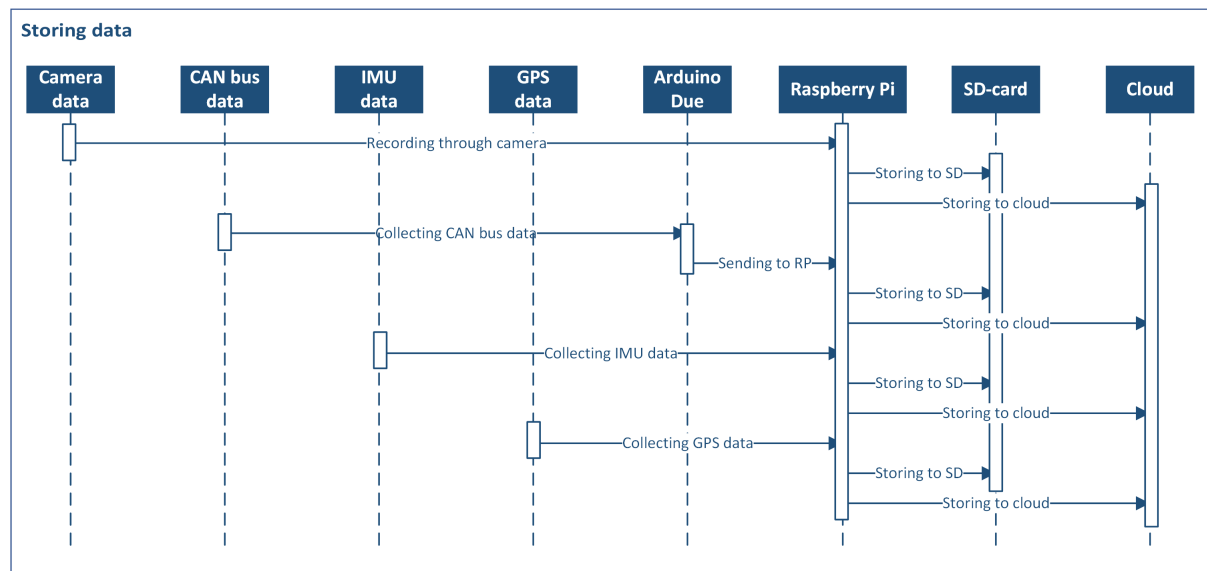 Storing data
Camera
data
CAN bus
data
IMU
data
GPS
data
Arduino
Due
Raspberry Pi
SD-card
Cloud
Recording through camera
Storing to SD
Storing to cloud
Collecting CAN bus data
Sending to RP
Storing to SD
Storing to cloud
Collecting IMU data
Storing to SD
Storing to cloud
Collecting GPS data
Storing to SD
Storing to cloud